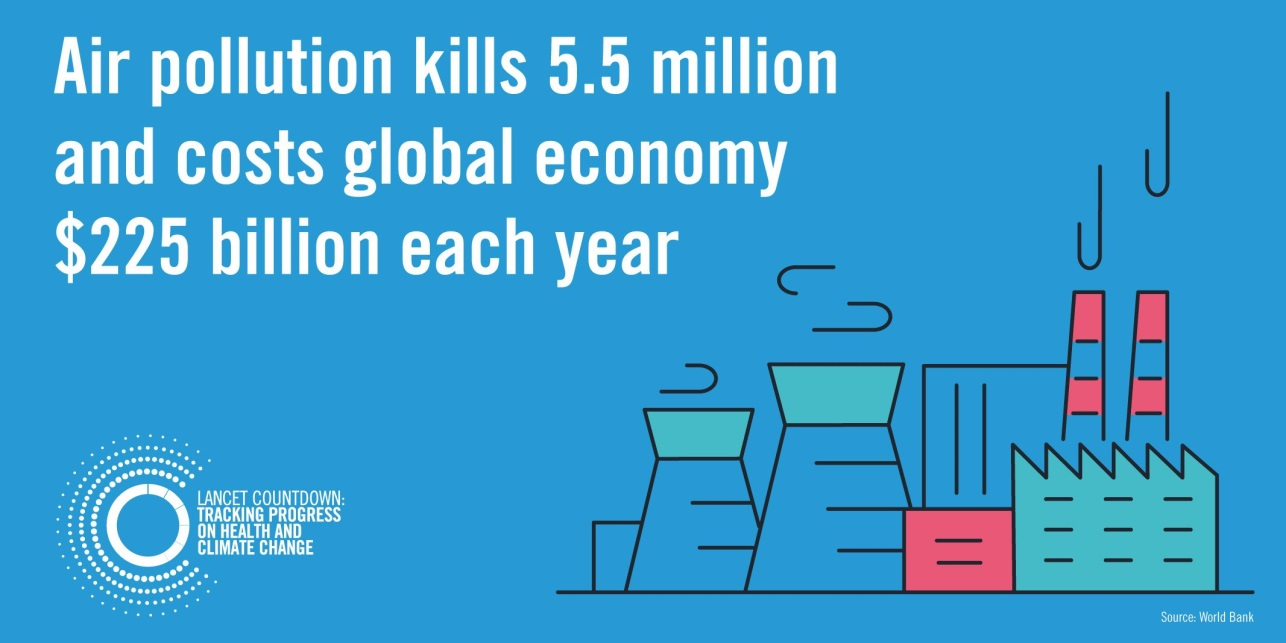 Air pollution kills 5.5 million
and costs global economy
$225 billion each year
LANCET COUNTDOWN:
TRACKING PROGRESS
ON HEALTH AND
CLIMATE CHANGE
Source: World Bank